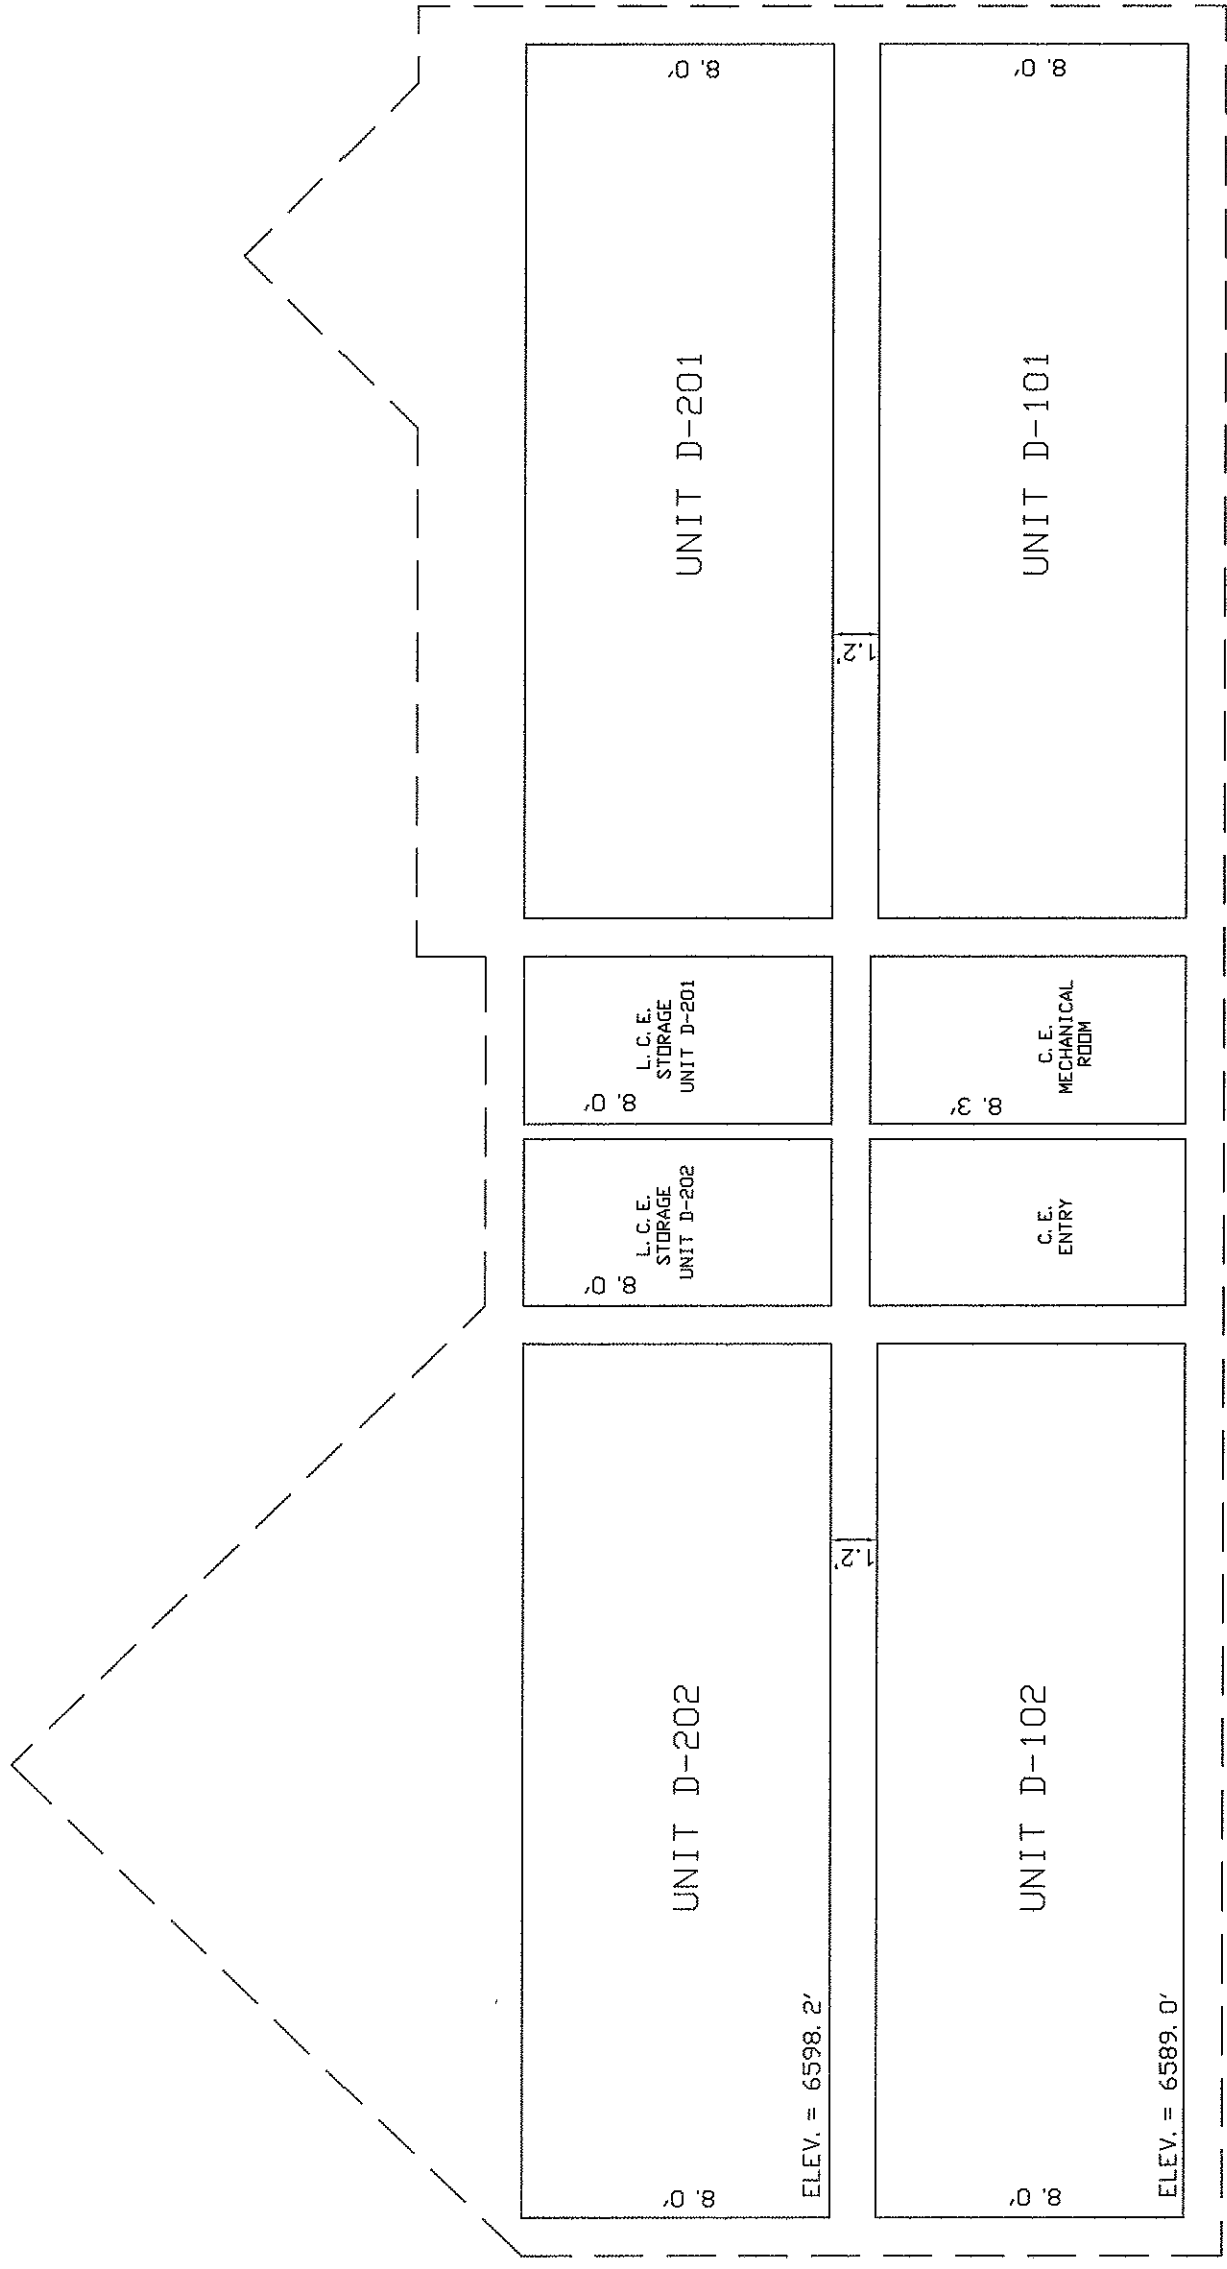 UNIT D-202
8.0'
ELEV. = 6598.2'
L.C.E.
STORAGE
UNIT D-202
8.0'
L.C.E.
STORAGE
UNIT D-201
8.0'
UNIT D-201
8.0'
1.2'
1.2'
UNIT D-102
8.0'
ELEV. = 6589.0'
C.E.
ENTRY
C.E.
MECHANICAL
ROOM
8.3'
UNIT D-101
8.0'